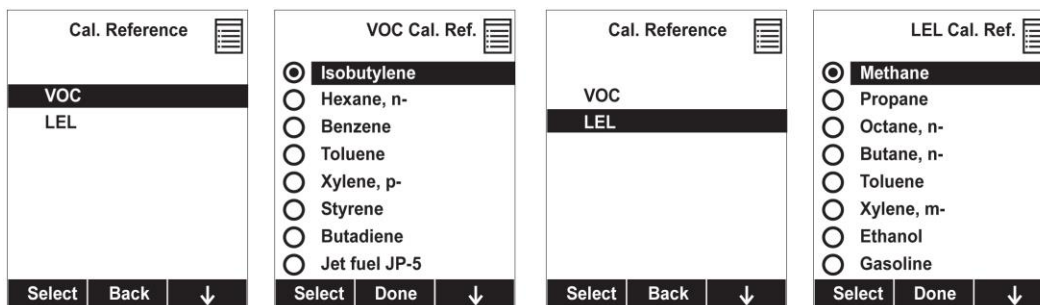 Cal. Reference
VOC
LEL
Select Back ↓
VOC Cal. Ref.
Isobutylene
Hexane, n-
Benzene
Toluene
Xylene, p-
Styrene
Butadiene
Jet fuel JP-5
Select Done ↓
Cal. Reference
VOC
LEL
Select Back ↓
LEL Cal. Ref.
Methane
Propane
Octane, n-
Butane, n-
Toluene
Xylene, m-
Ethanol
Gasoline
Select Done ↓